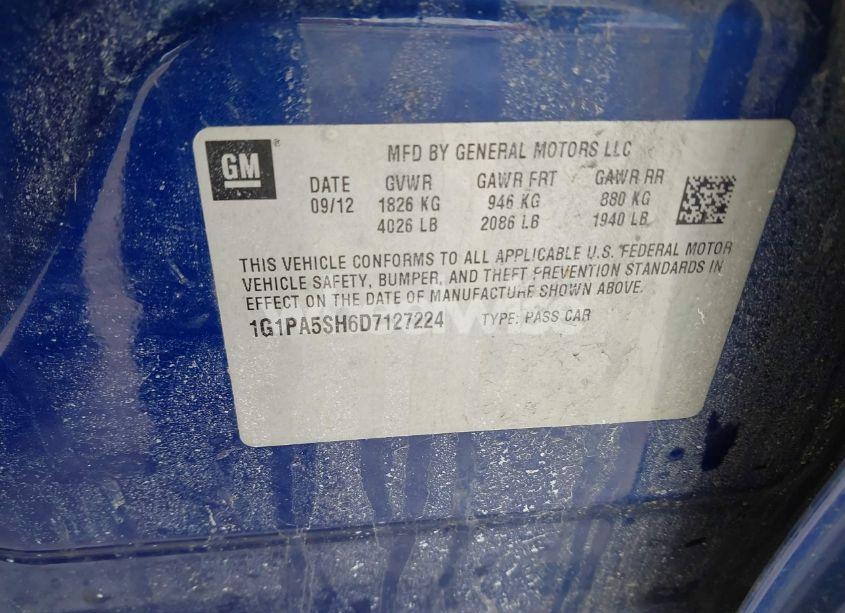 GM
MFD BY GENERAL MOTORS LLC
DATE GVWR GAWR FRT GAWR RR
09/12 1826 KG 946 KG 880 KG
4026 LB 2086 LB 1940 LB
THIS VEHICLE CONFORMS TO ALL APPLICABLE U.S. FEDERAL MOTOR
VEHICLE SAFETY, BUMPER, AND THEFT PREVENTION STANDARDS IN
EFFECT ON THE DATE OF MANUFACTURE SHOWN ABOVE.
1G1PA5SH6D7127224 TYPE: PASS CAR